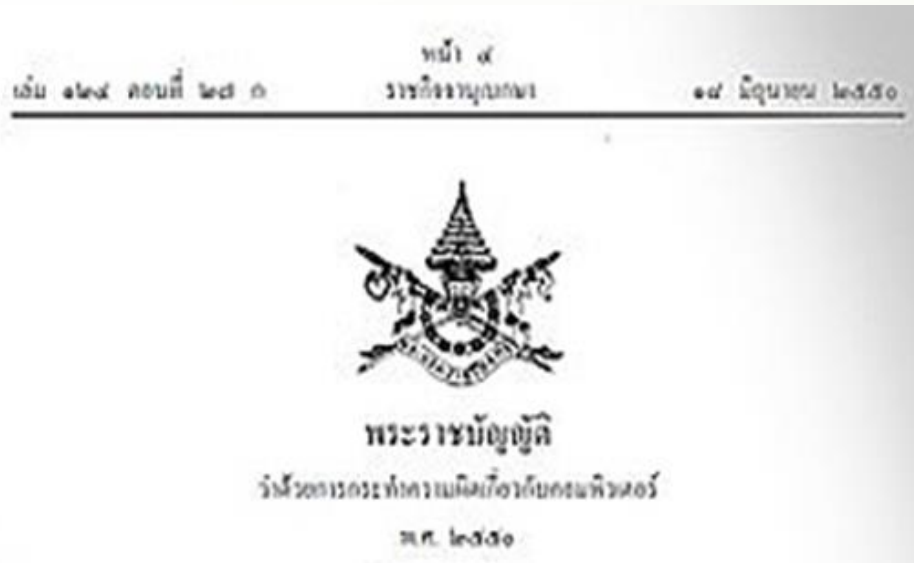 หน้า ๔
เล่ม ๑๒๔ ตอนที่ ๒๗ ก ราชกิจจานุเบกษา ๑๘ มิถุนายน ๒๕๕๐
พระราชบัญญัติ
ว่าด้วยการกระทำความผิดเกี่ยวกับคอมพิวเตอร์
พ.ศ. ๒๕๕๐